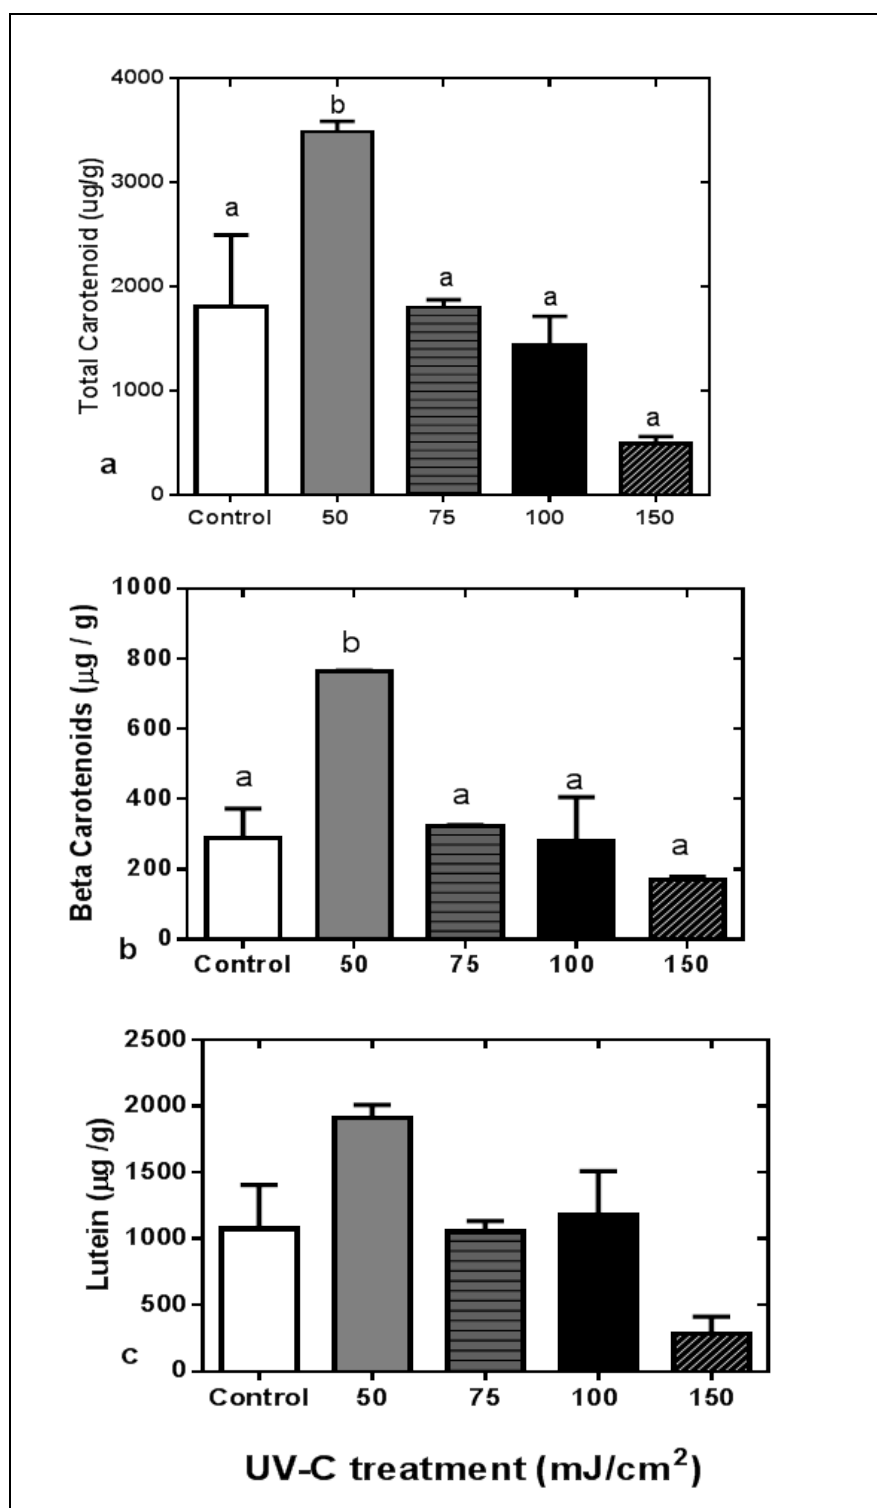 4000
3000
2000
1000
0
Total Carotenoid (ug/g)
a
b
a
a
a
a
Control 50 75 100 150
1000
800
600
400
200
0
Beta Carotenoids (μg / g)
a
b
a
a
a
b
Control 50 75 100 150
2500
2000
1500
1000
500
0
Lutein (μg /g)
c
Control 50 75 100 150
UV-C treatment (mJ/cm²)